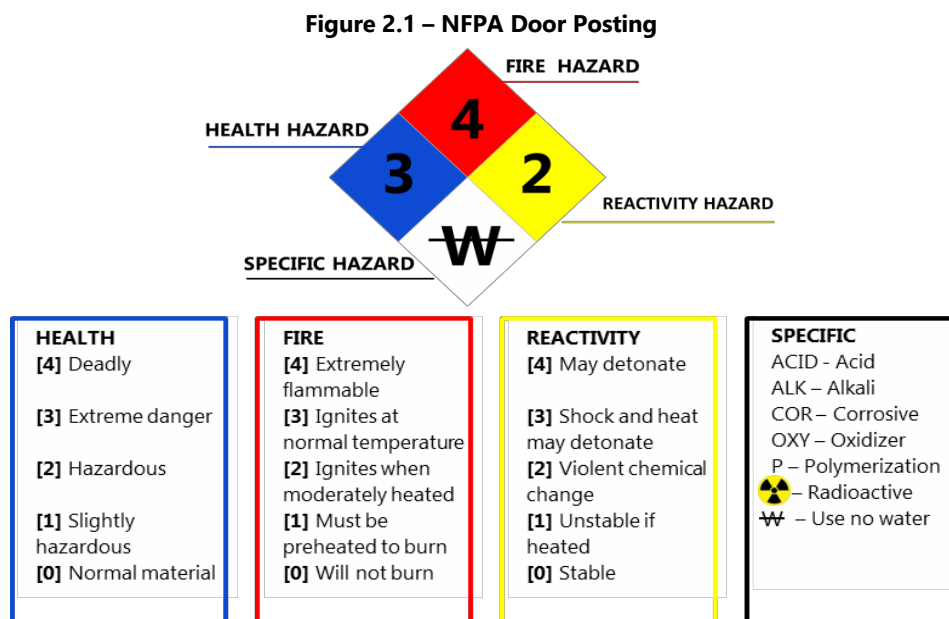 Figure 2.1 – NFPA Door Posting
FIRE HAZARD
4
HEALTH HAZARD
3
2
REACTIVITY HAZARD
W
SPECIFIC HAZARD
HEALTH
[4] Deadly
[3] Extreme danger
[2] Hazardous
[1] Slightly
hazardous
[0] Normal material
FIRE
[4] Extremely
flammable
[3] Ignites at
normal temperature
[2] Ignites when
moderately heated
[1] Must be
preheated to burn
[0] Will not burn
REACTIVITY
[4] May detonate
[3] Shock and heat
may detonate
[2] Violent chemical
change
[1] Unstable if
heated
[0] Stable
SPECIFIC
ACID - Acid
ALK – Alkali
COR – Corrosive
OXY – Oxidizer
P – Polymerization
– Radioactive
W – Use no water